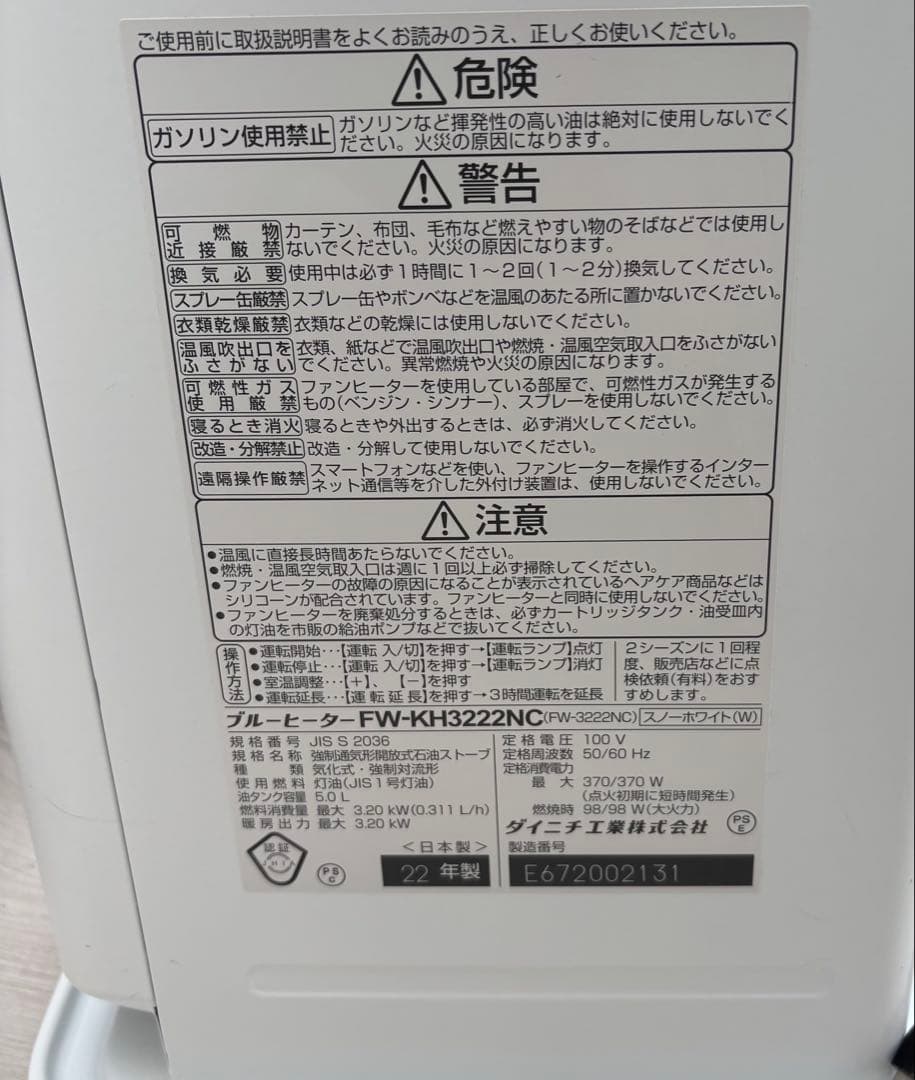 ご使用前に取扱説明書をよくお読みのうえ、正しくお使いください。
危険
ガソリン使用禁止 ガソリンなど揮発性の高い油は絶対に使用しないでく
ださい。火災の原因になります。
警告
可燃物 カーテン、布団、毛布など燃えやすい物のそばなどでは使用し
近接厳禁 ないでください。火災の原因になります。
換気必要 使用中は必ず1時間に1～2回(1～2分)換気してください。
スプレー缶厳禁 スプレー缶やボンベなどを温風のあたる所に置かないでください。
衣類乾燥厳禁 衣類などの乾燥には使用しないでください。
温風吹出口を 衣類、紙などで温風吹出口や燃焼・温風空気取入口をふさがない
ふさがない でください。異常燃焼や火災の原因になります。
可燃性ガス ファンヒーターを使用している部屋で、可燃性ガスが発生する
使用厳禁 もの(ベンジン・シンナー)、スプレーを使用しないでください。
寝るとき消火 寝るときや外出するときは、必ず消火してください。
改造・分解禁止 改造・分解して使用しないでください。
遠隔操作厳禁 スマートフォンなどを使い、ファンヒーターを操作するインター
ネット通信等を介した外付け装置は、使用しないでください。
注意
●温風に直接長時間あたらないでください。
●燃焼・温風空気取入口は週に1回以上必ず掃除してください。
●ファンヒーターの故障の原因になることが表示されているヘアケア商品などは
シリコーンが配合されています。ファンヒーターと同時に使用しないでください。
●ファンヒーターを廃棄処分するときは、必ずカートリッジタンク・油受皿内
の灯油を市販の給油ポンプなどで抜いてください。
操作方法
●運転開始…【運転 入/切】を押す→【運転ランプ】点灯
●運転停止…【運転 入/切】を押す→【運転ランプ】消灯
●室温調整…【+】、【-】を押す
●運転延長…【運転延長】を押す→3時間運転を延長
2シーズンに1回程
度、販売店などに点
検依頼(有料)をおす
すめします。
ブルーヒーター FW-KH3222NC(FW-3222NC) スノーホワイト(W)
規格番号 JIS S 2036
規格名称 強制通気形開放式石油ストーブ
種類 気化式・強制対流形
使用燃料 灯油(JIS1号灯油)
油タンク容量 5.0 L
燃料消費量 最大 3.20 kW(0.311 L/h)
暖房出力 最大 3.20 kW
定格電圧 100 V
定格周波数 50/60 Hz
定格消費電力
最大 370/370 W
(点火初期に短時間発生)
燃焼時 98/98 W(大火力)
ダイニチ工業株式会社
PS
E
認証
JHIA
PS
C
<日本製>
22 年製
製造番号
E672002131